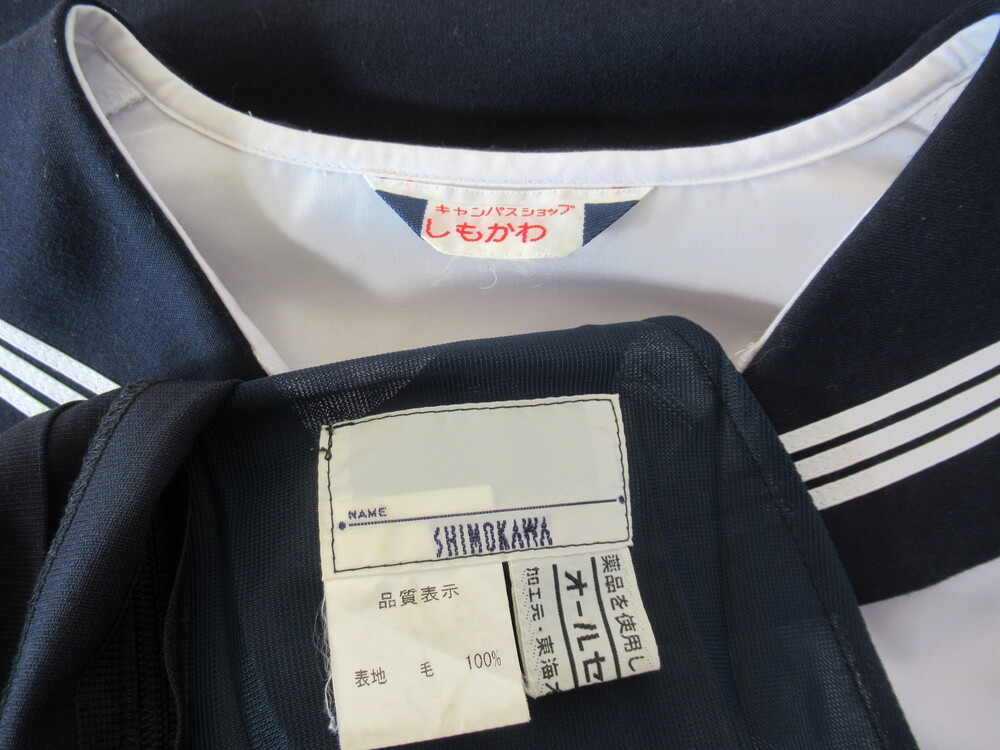 キャンパスショップ
しもかわ
NAME
SHIMOKAWA
品質表示
表地 毛 100%
薬品を使用し
オールセ
加工元・東海